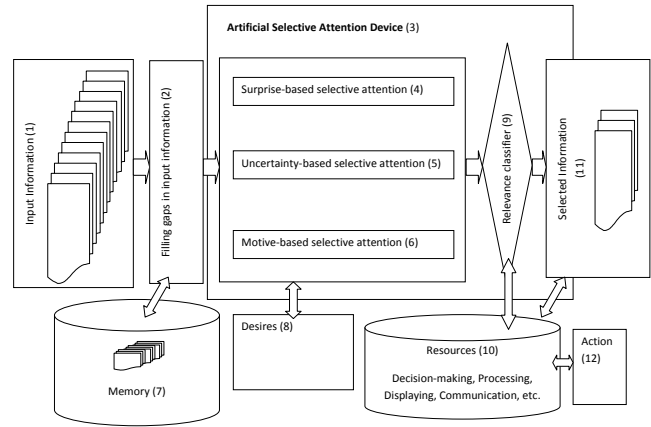 Artificial Selective Attention Device (3)
Input Information (1)
Filling gaps in input information (2)
Surprise-based selective attention (4)
Uncertainty-based selective attention (5)
Motive-based selective attention (6)
Relevance classifier (9)
Selected Information
(11)
Memory (7)
Desires (8)
Resources (10)
Decision-making, Processing,
Displaying, Communication, etc.
Action
(12)